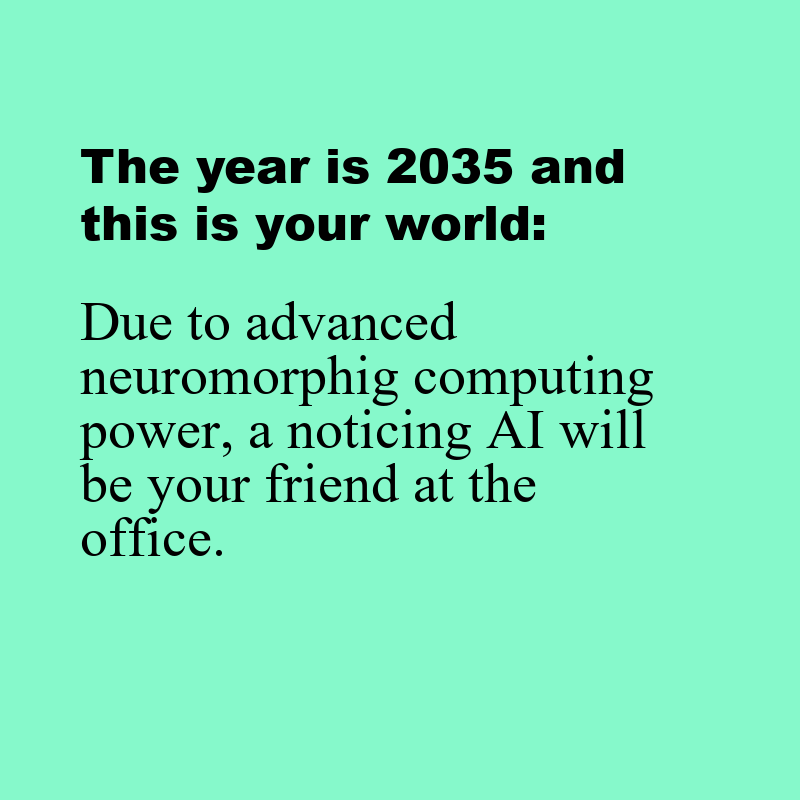 The year is 2035 and
this is your world:
Due to advanced
neuromorphig computing
power, a noticing AI will
be your friend at the
office.